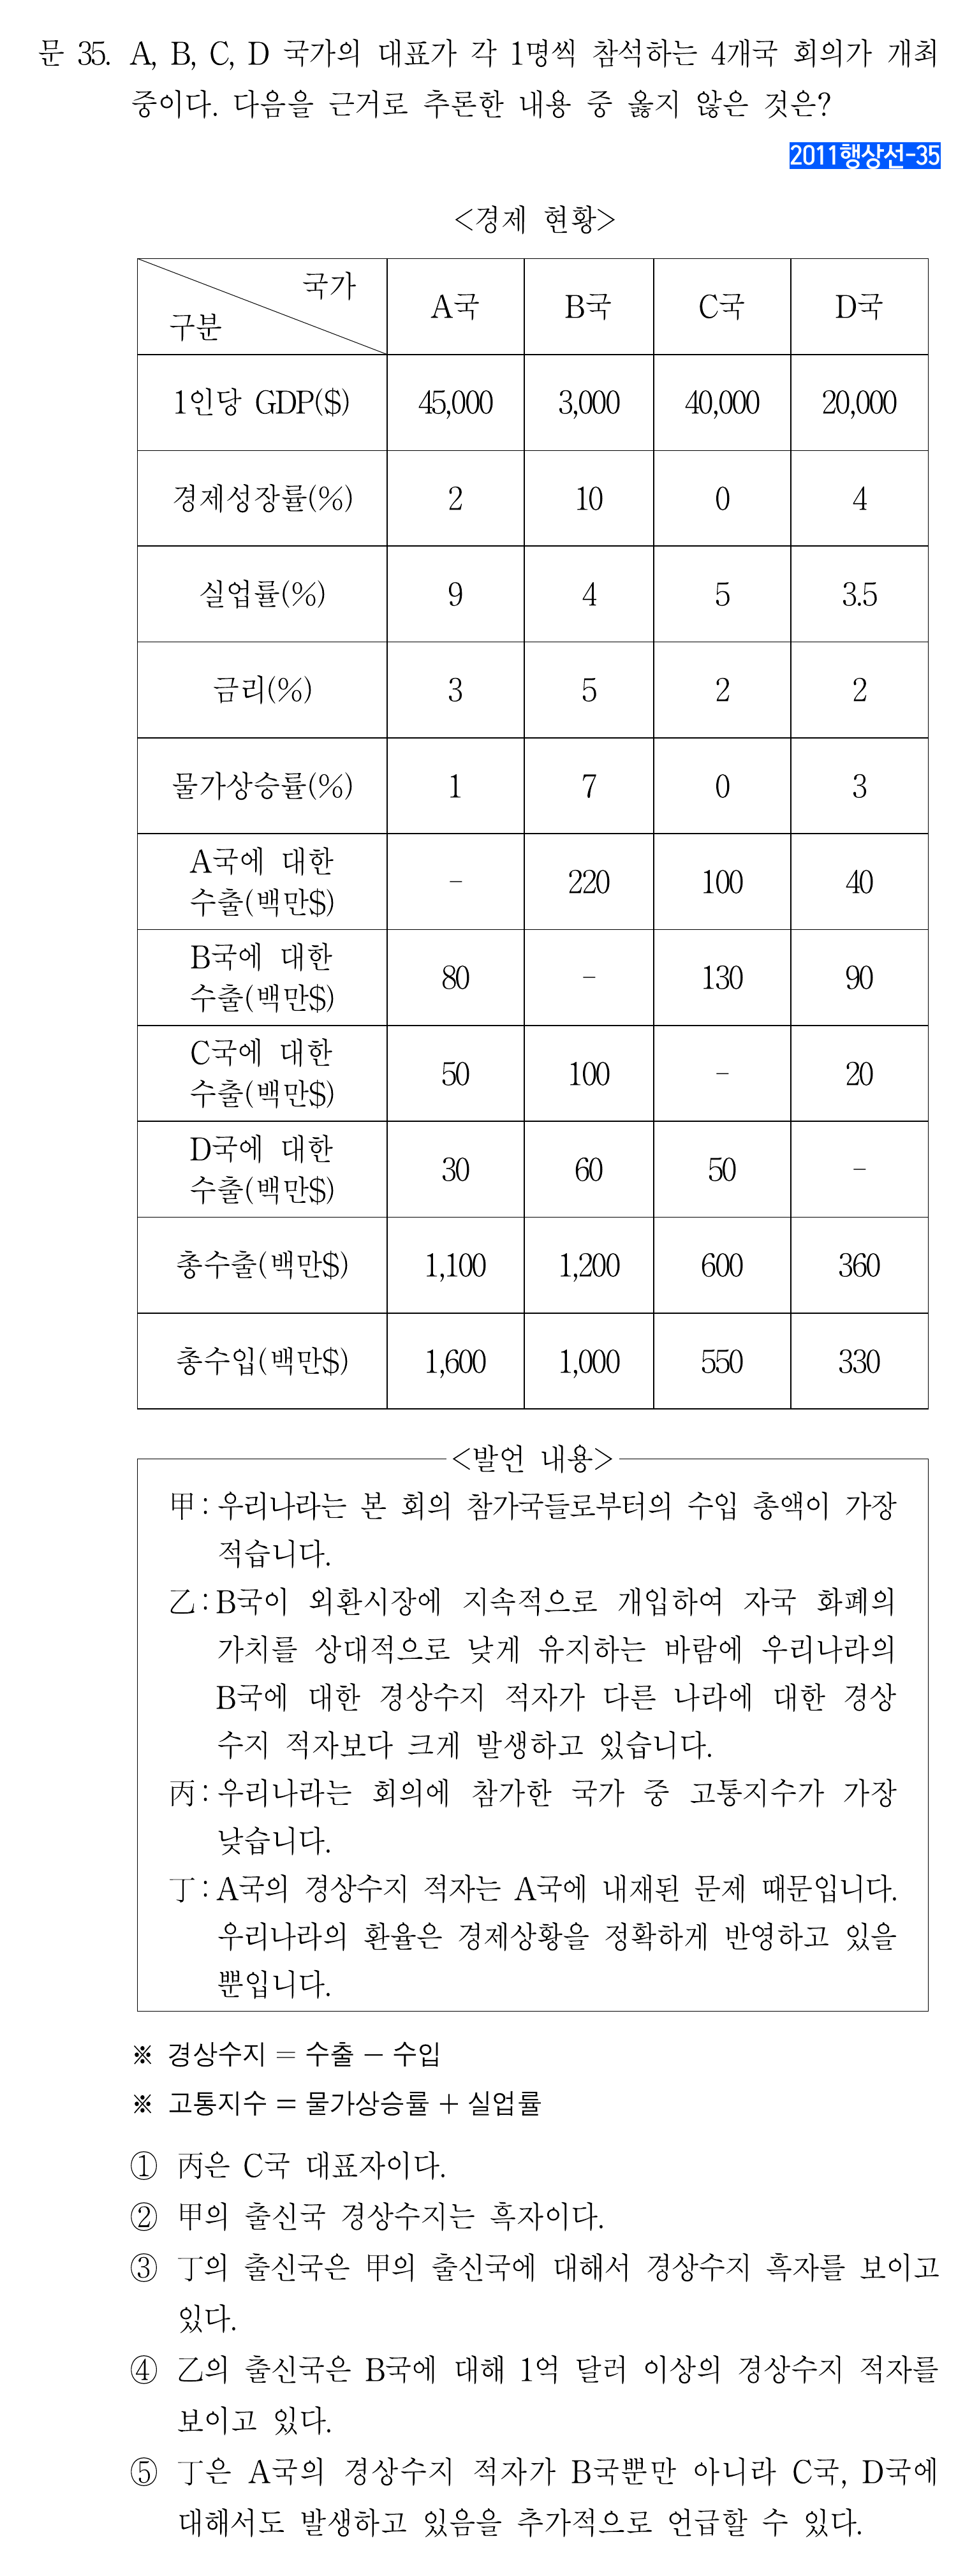 문 35. A, B, C, D 국가의 대표가 각 1명씩 참석하는 4개국 회의가 개최
중이다. 다음을 근거로 추론한 내용 중 옳지 않은 것은?
2011행상선-35
<경제 현황>
국가
구분
A국 B국 C국 D국
1인당 GDP($) 45,000 3,000 40,000 20,000
경제성장률(%) 2 10 0 4
실업률(%) 9 4 5 3.5
금리(%) 3 5 2 2
물가상승률(%) 1 7 0 3
A국에 대한
수출(백만$) - 220 100 40
B국에 대한
수출(백만$) 80 - 130 90
C국에 대한
수출(백만$) 50 100 - 20
D국에 대한
수출(백만$) 30 60 50 -
총수출(백만$) 1,100 1,200 600 360
총수입(백만$) 1,600 1,000 550 330
<발언 내용>
甲 : 우리나라는 본 회의 참가국들로부터의 수입 총액이 가장
적습니다.
乙 : B국이 외환시장에 지속적으로 개입하여 자국 화폐의
가치를 상대적으로 낮게 유지하는 바람에 우리나라의
B국에 대한 경상수지 적자가 다른 나라에 대한 경상
수지 적자보다 크게 발생하고 있습니다.
丙 : 우리나라는 회의에 참가한 국가 중 고통지수가 가장
낮습니다.
丁 : A국의 경상수지 적자는 A국에 내재된 문제 때문입니다.
우리나라의 환율은 경제상황을 정확하게 반영하고 있을
뿐입니다.
※ 경상수지 = 수출 - 수입
※ 고통지수 = 물가상승률 + 실업률
① 丙은 C국 대표자이다.
② 甲의 출신국 경상수지는 흑자이다.
③ 丁의 출신국은 甲의 출신국에 대해서 경상수지 흑자를 보이고
있다.
④ 乙의 출신국은 B국에 대해 1억 달러 이상의 경상수지 적자를
보이고 있다.
⑤ 丁은 A국의 경상수지 적자가 B국뿐만 아니라 C국, D국에
대해서도 발생하고 있음을 추가적으로 언급할 수 있다.